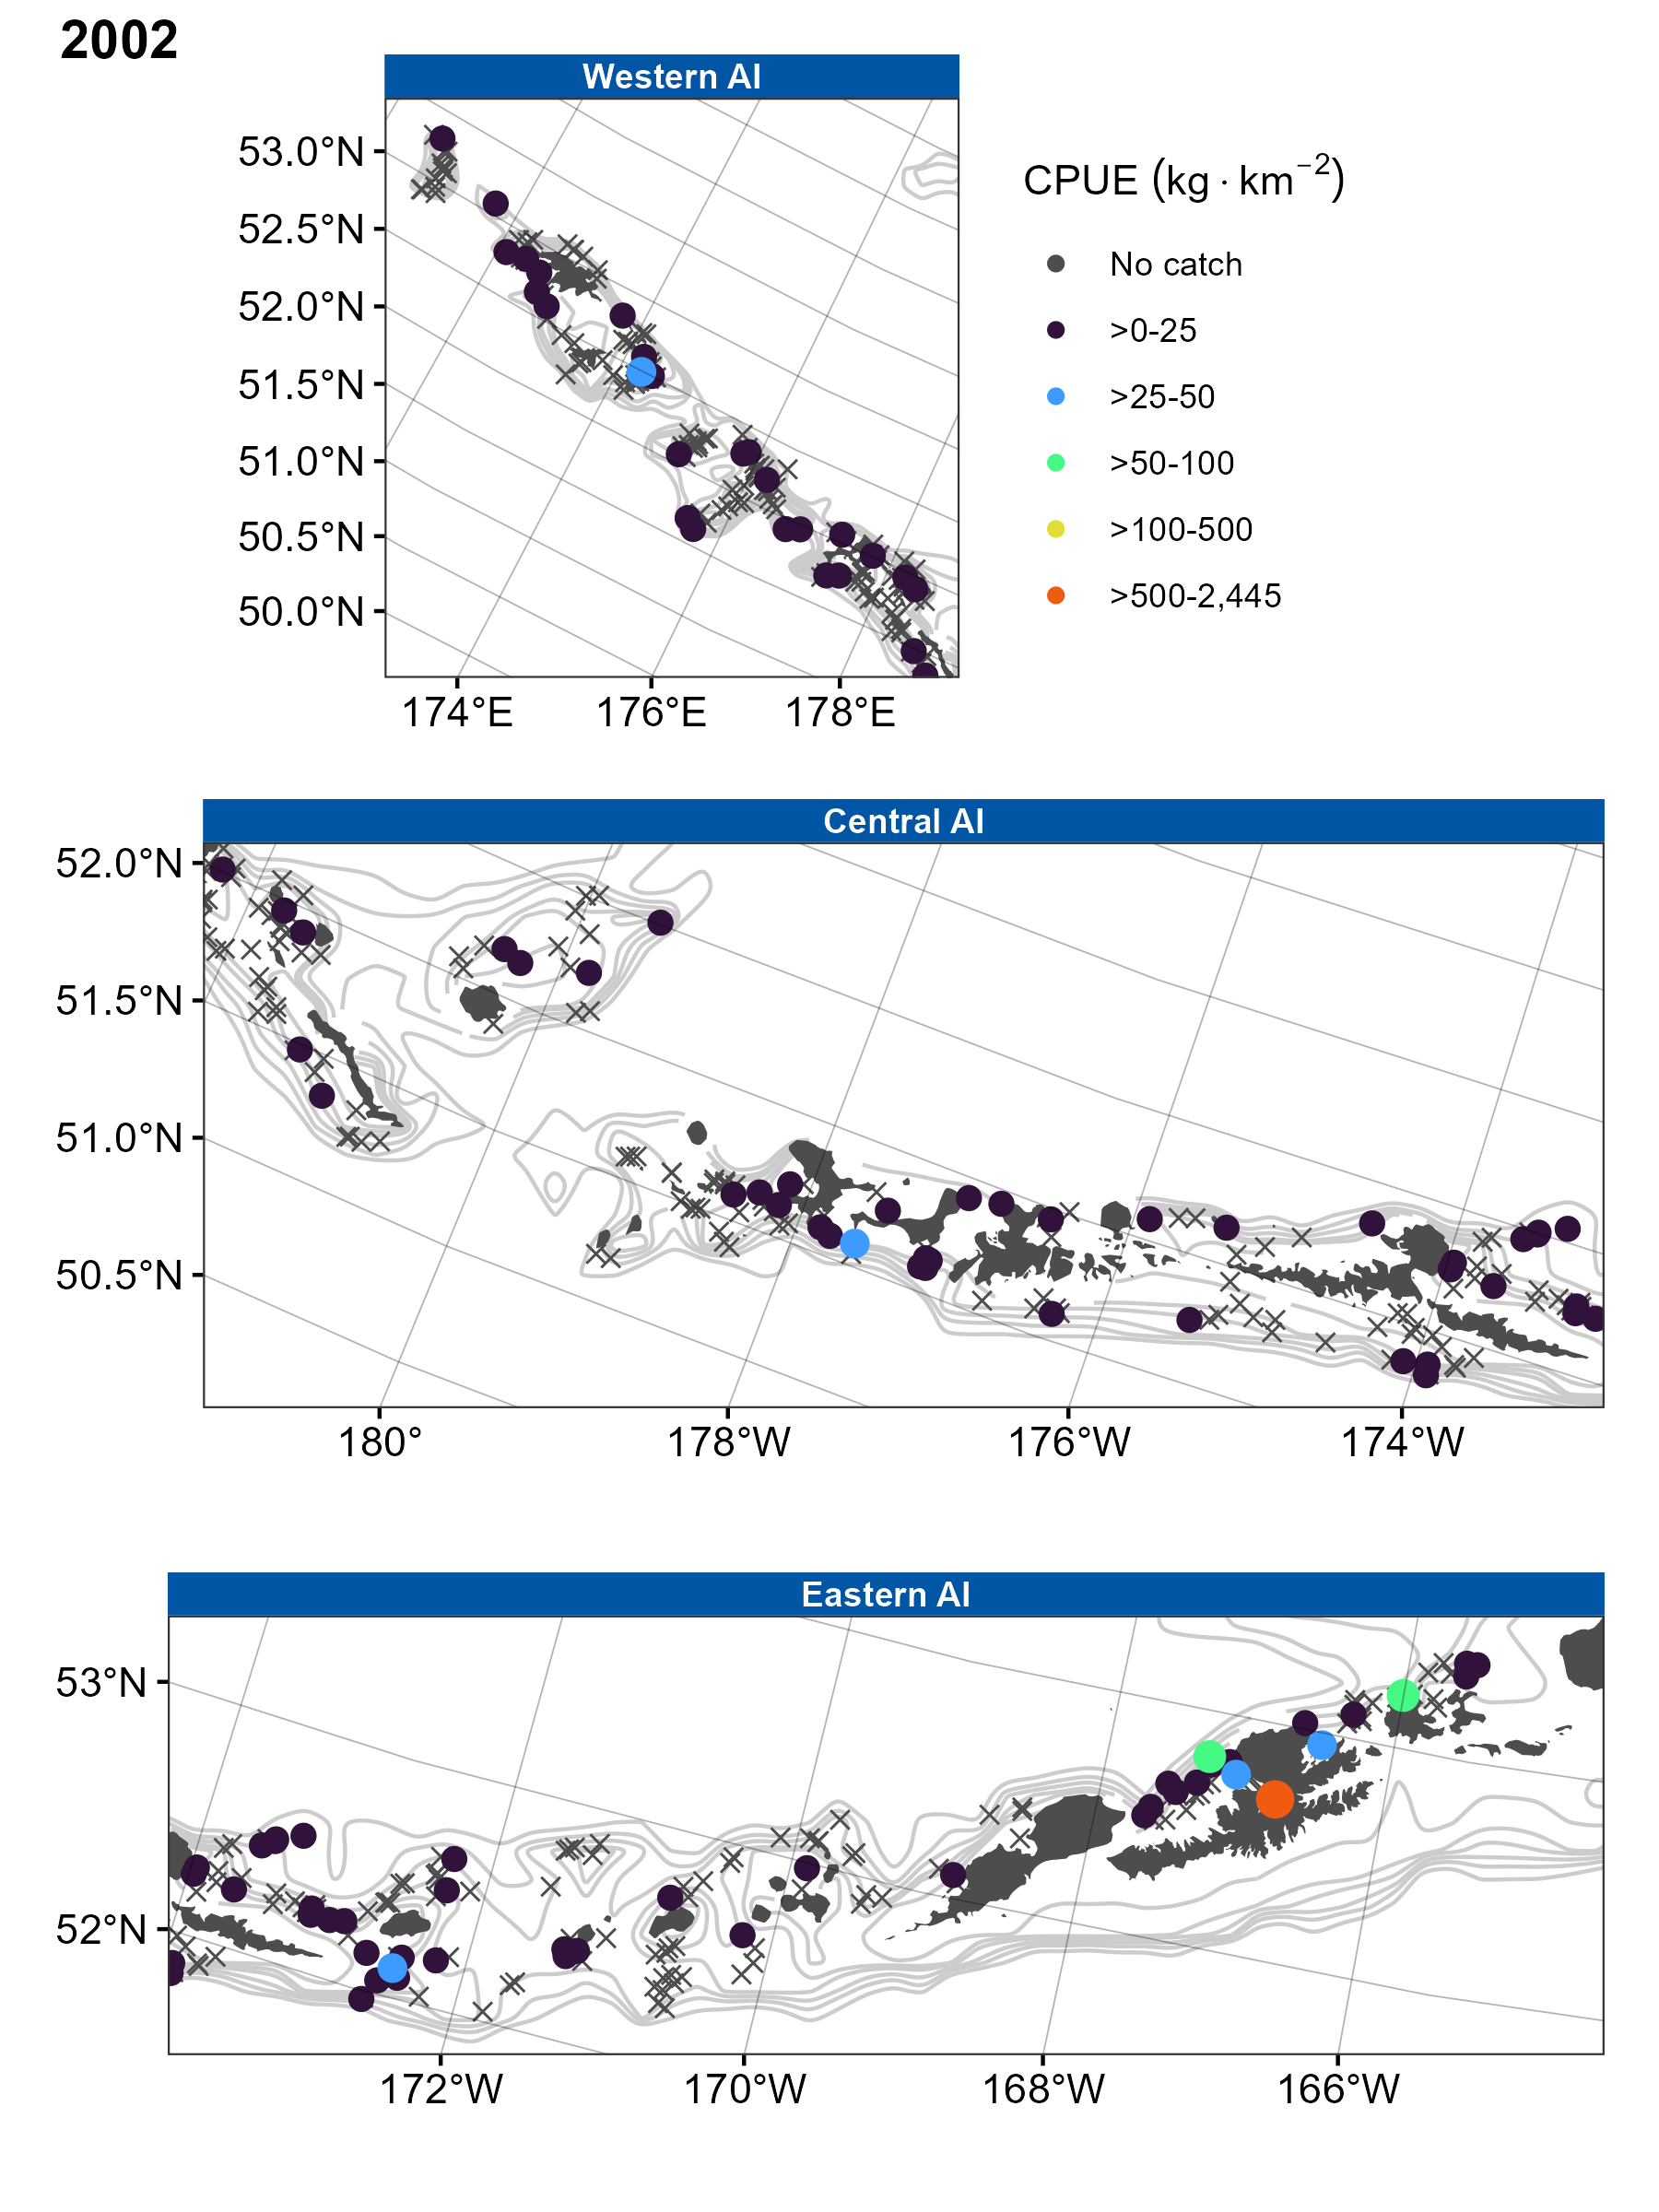 2002
Western AI
53.0°N
52.5°N
52.0°N
51.5°N
51.0°N
50.5°N
50.0°N
174°E 176°E 178°E
CPUE (kg · km⁻²)
No catch
>0-25
>25-50
>50-100
>100-500
>500-2,445
Central AI
52.0°N
51.5°N
51.0°N
50.5°N
180° 178°W 176°W 174°W
Eastern AI
53°N
52°N
172°W 170°W 168°W 166°W